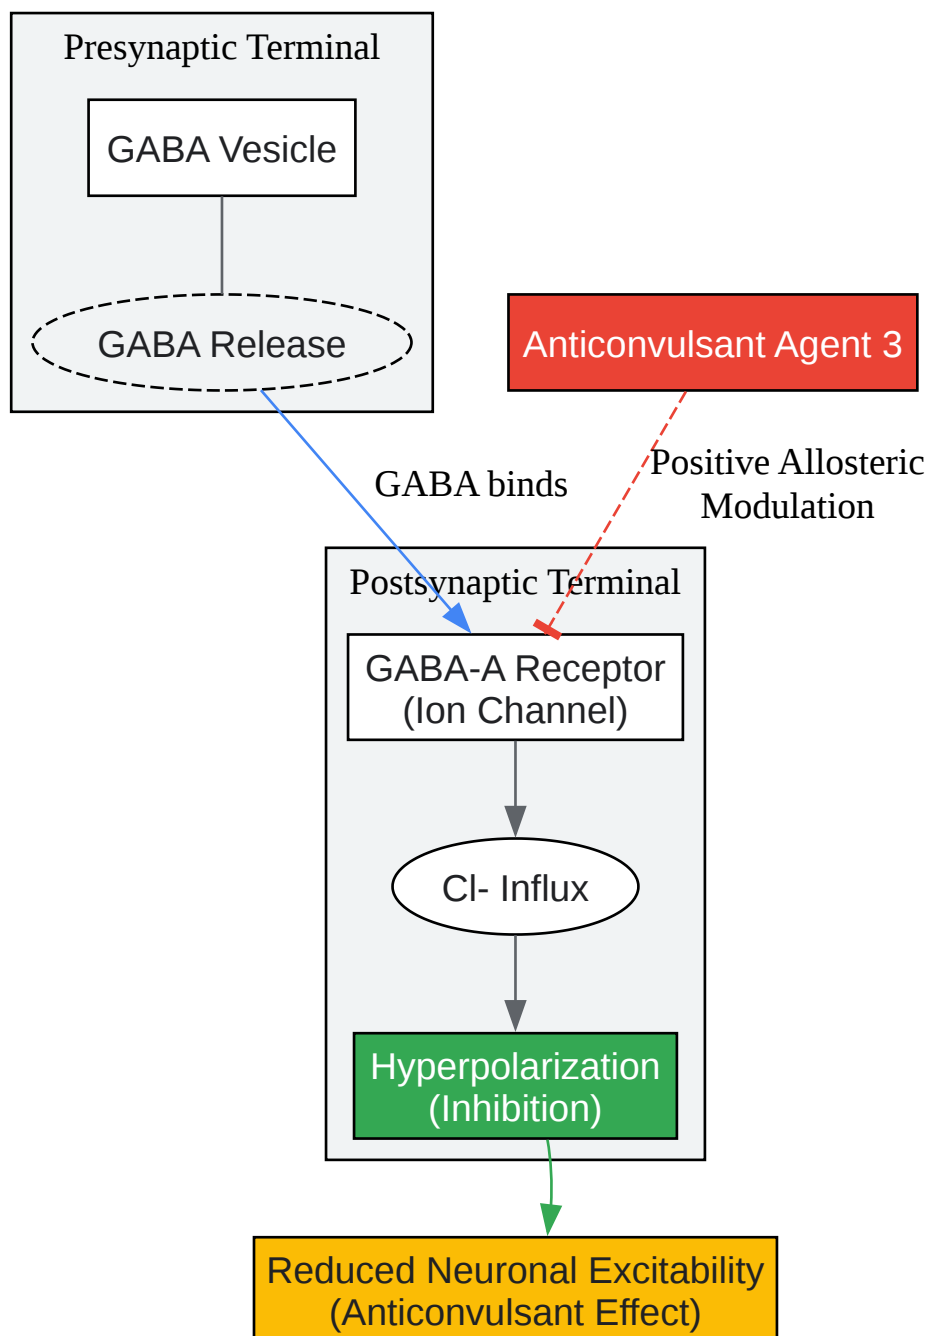 Presynaptic Terminal
GABA Vesicle
GABA Release
Anticonvulsant Agent 3
GABA binds
Positive Allosteric
Modulation
Postsynaptic Terminal
GABA-A Receptor
(Ion Channel)
Cl- Influx
Hyperpolarization
(Inhibition)
Reduced Neuronal Excitability
(Anticonvulsant Effect)